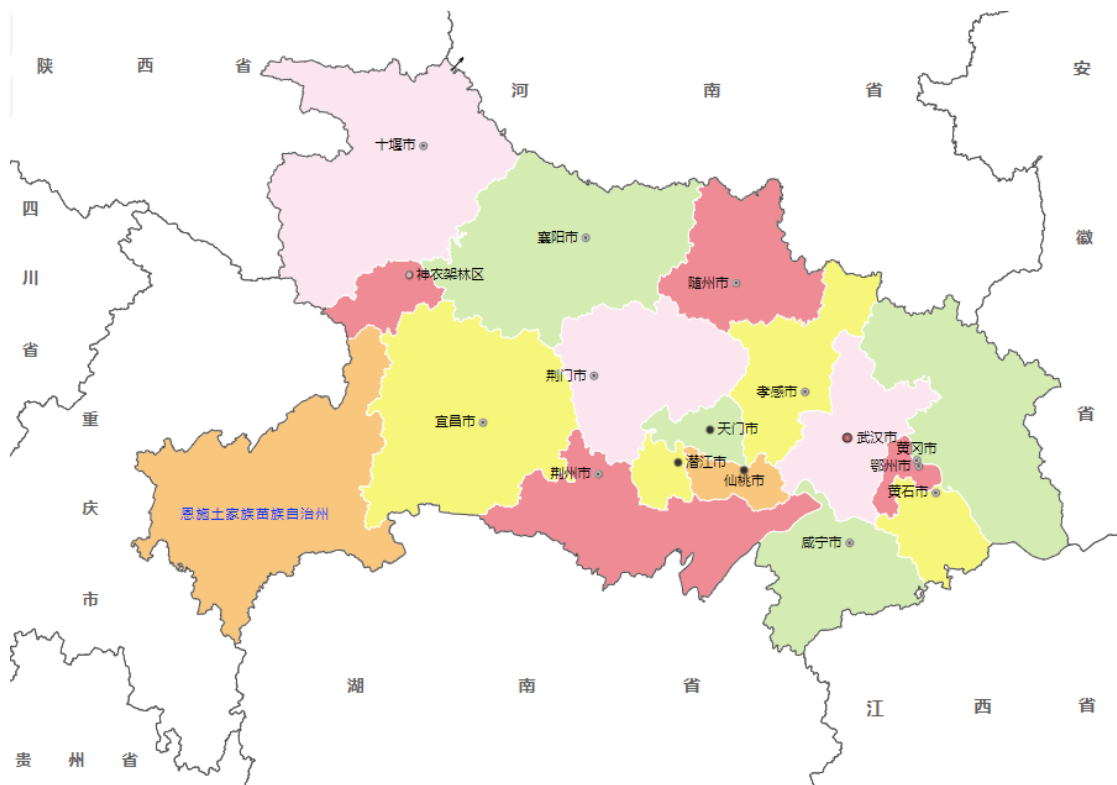 陕西省
河南省
安徽省
四川省
重庆市
贵州省
湖南省
江西省
十堰市
襄阳市
神农架林区
随州市
荆门市
孝感市
宜昌市
天门市
武汉市
黄冈市
鄂州市
潜江市
仙桃市
荆州市
黄石市
恩施土家族苗族自治州
咸宁市